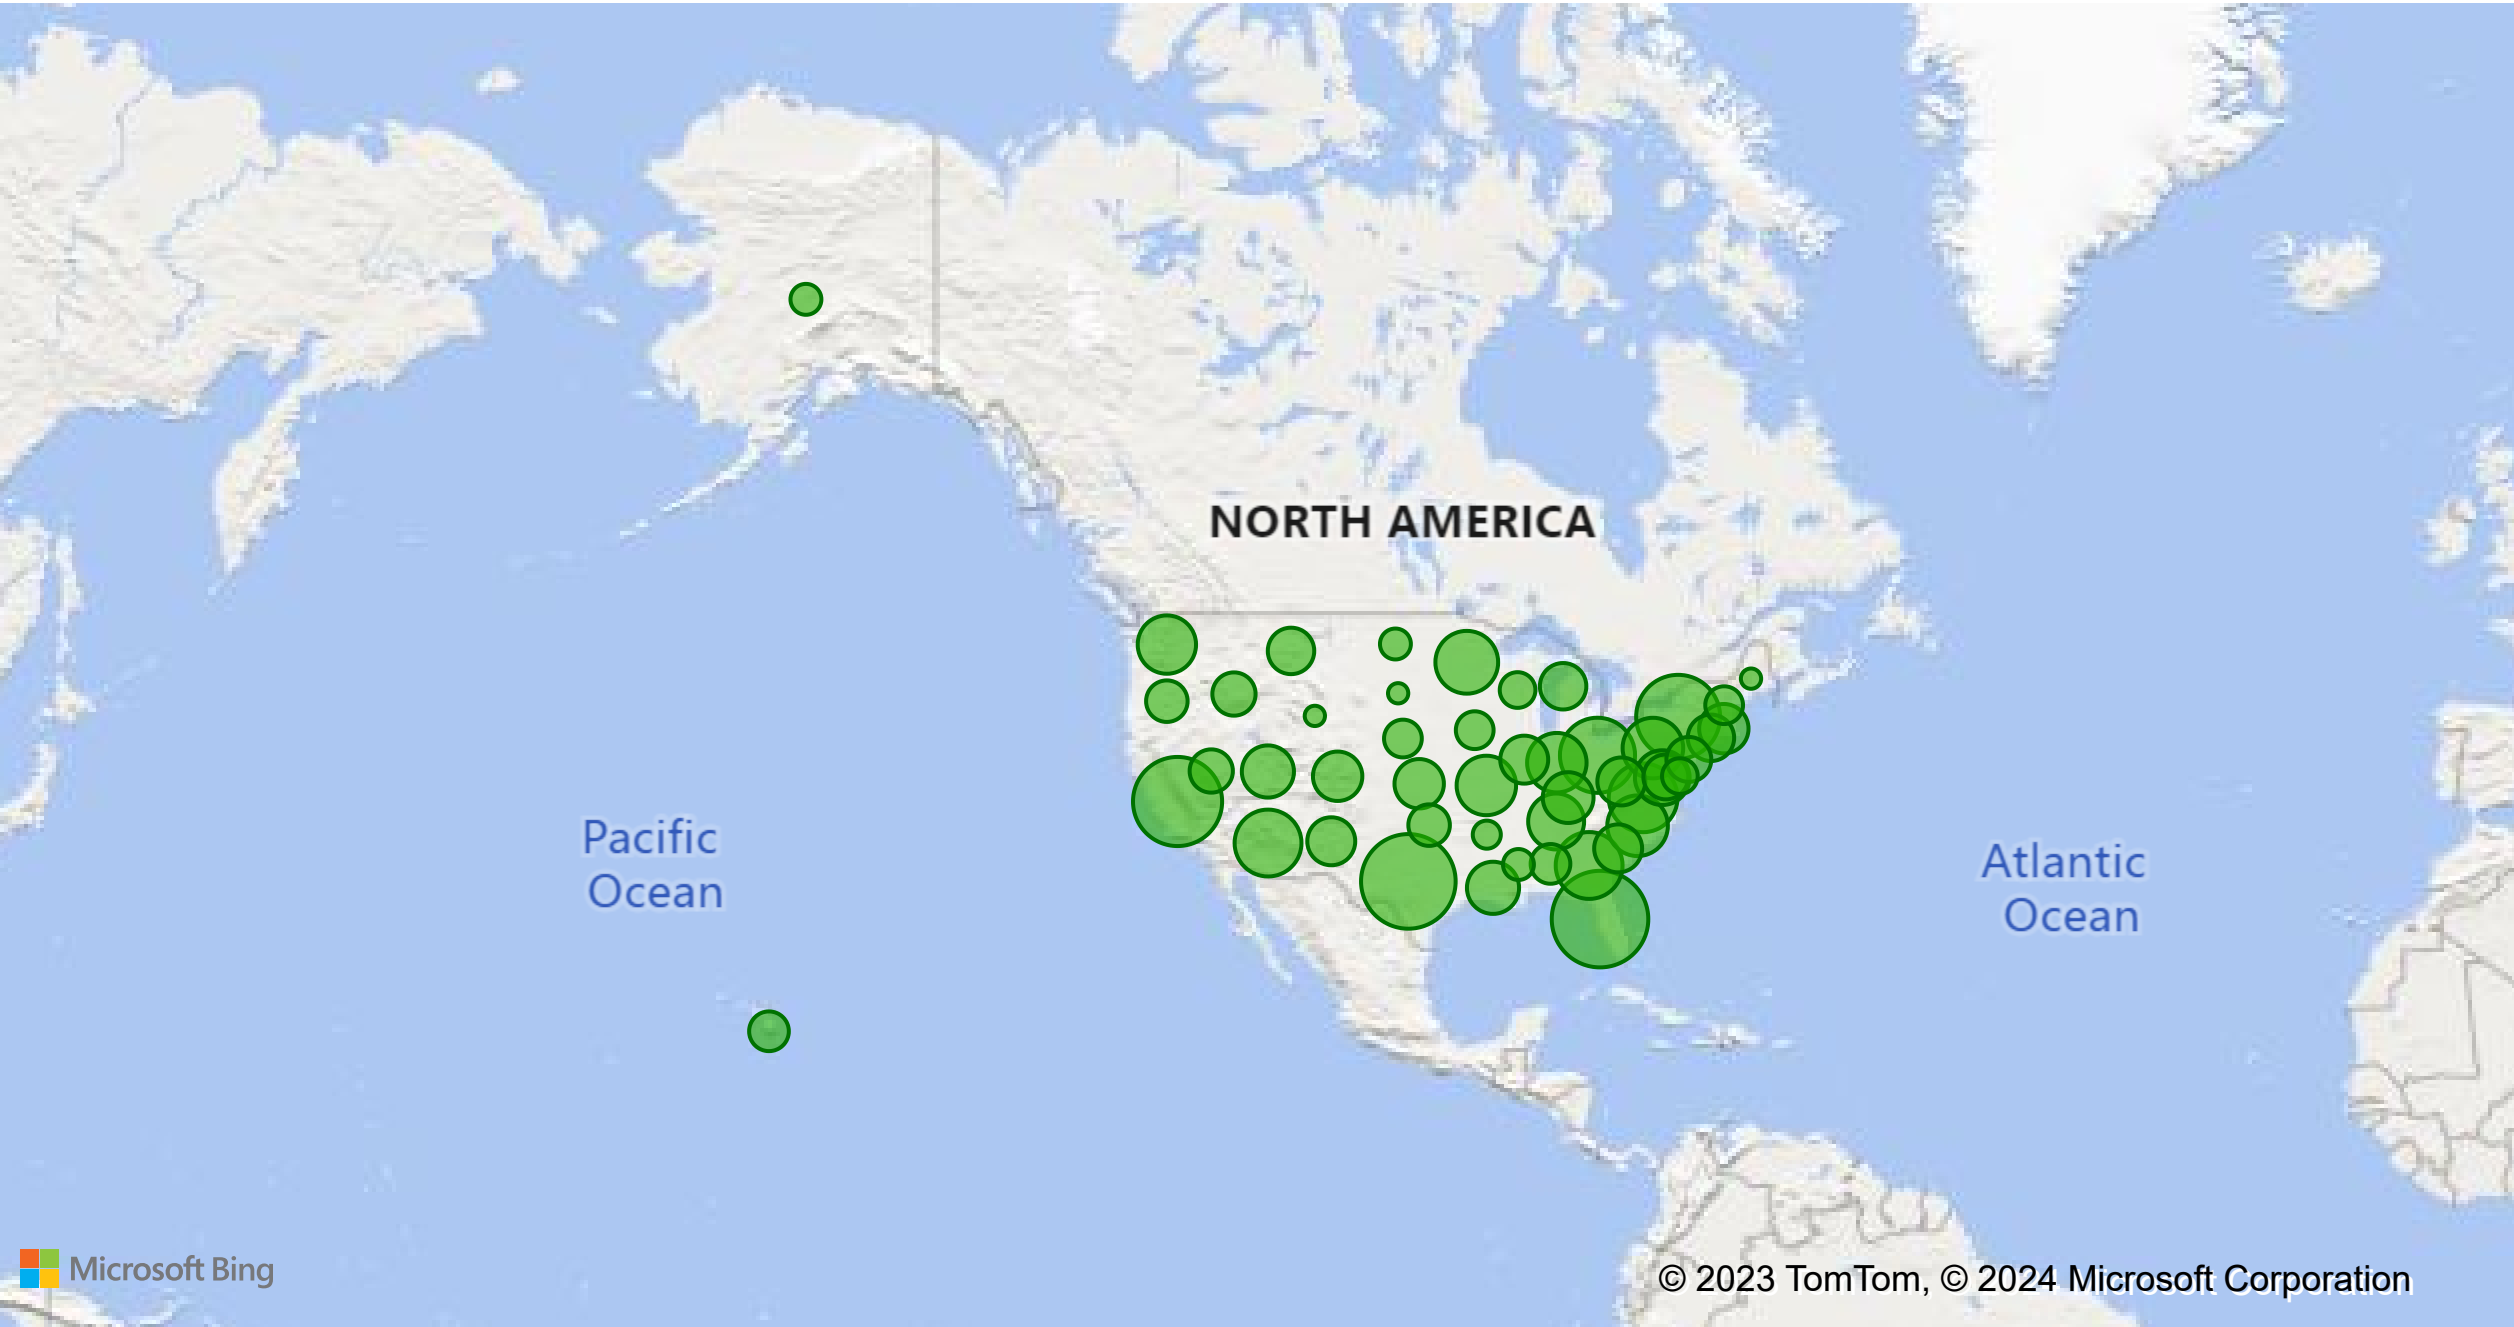 NORTH AMERICA
Pacific
Ocean
Atlantic
Ocean
Microsoft Bing
© 2023 TomTom, © 2024 Microsoft Corporation